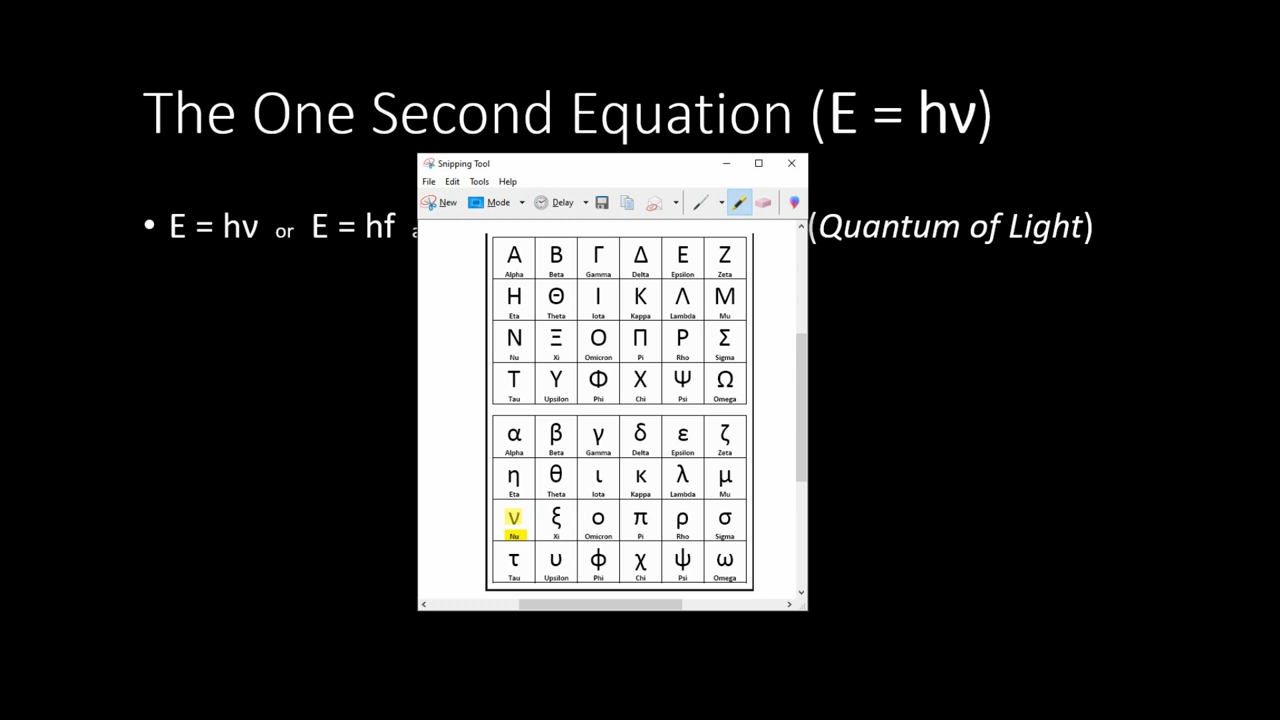 The One Second Equation (E = hν)
• E = hν or E = hf (Quantum of Light)
Snipping Tool
File Edit Tools Help
New Mode Delay
Α Β Γ Δ Ε Ζ
Alpha Beta Gamma Delta Epsilon Zeta
Η Θ Ι Κ Λ Μ
Eta Theta Iota Kappa Lambda Mu
Ν Ξ Ο Π Ρ Σ
Nu Xi Omicron Pi Rho Sigma
Τ Υ Φ Χ Ψ Ω
Tau Upsilon Phi Chi Psi Omega
α β γ δ ε ζ
Alpha Beta Gamma Delta Epsilon Zeta
η θ ι κ λ μ
Eta Theta Iota Kappa Lambda Mu
ν ξ ο π ρ σ
Nu Xi Omicron Pi Rho Sigma
τ υ φ χ ψ ω
Tau Upsilon Phi Chi Psi Omega